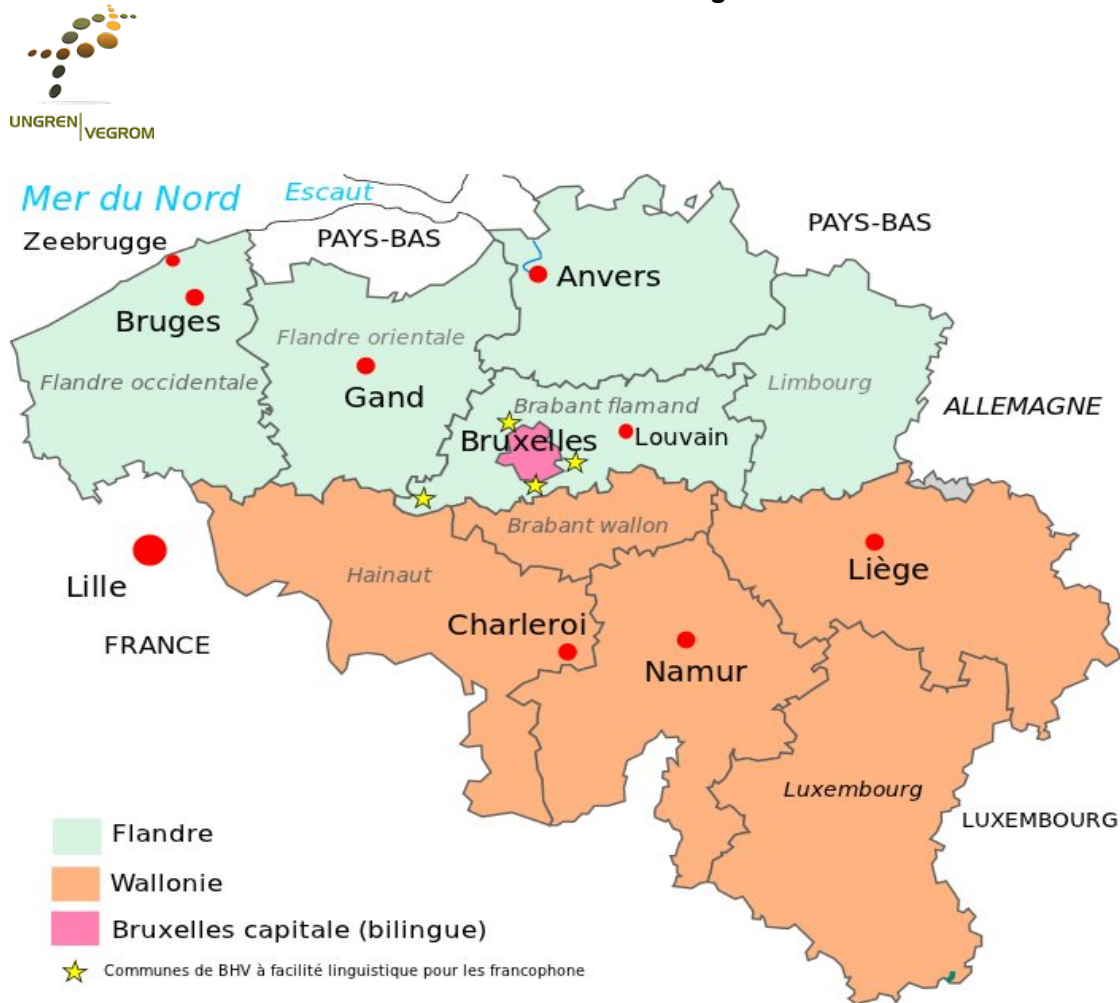 UNGREN VEGROM
Mer du Nord
Escaut
Zeebrugge
PAYS-BAS
PAYS-BAS
Anvers
Bruges
Flandre orientale
Flandre occidentale
Limbourg
Gand
Brabant flamand
ALLEMAGNE
Bruxelles
Louvain
Brabant wallon
Lille
Hainaut
Liège
FRANCE
Charleroi
Namur
Luxembourg
LUXEMBOURG
Flandre
Wallonie
Bruxelles capitale (bilingue)
Communes de BHV à facilité linguistique pour les francophone